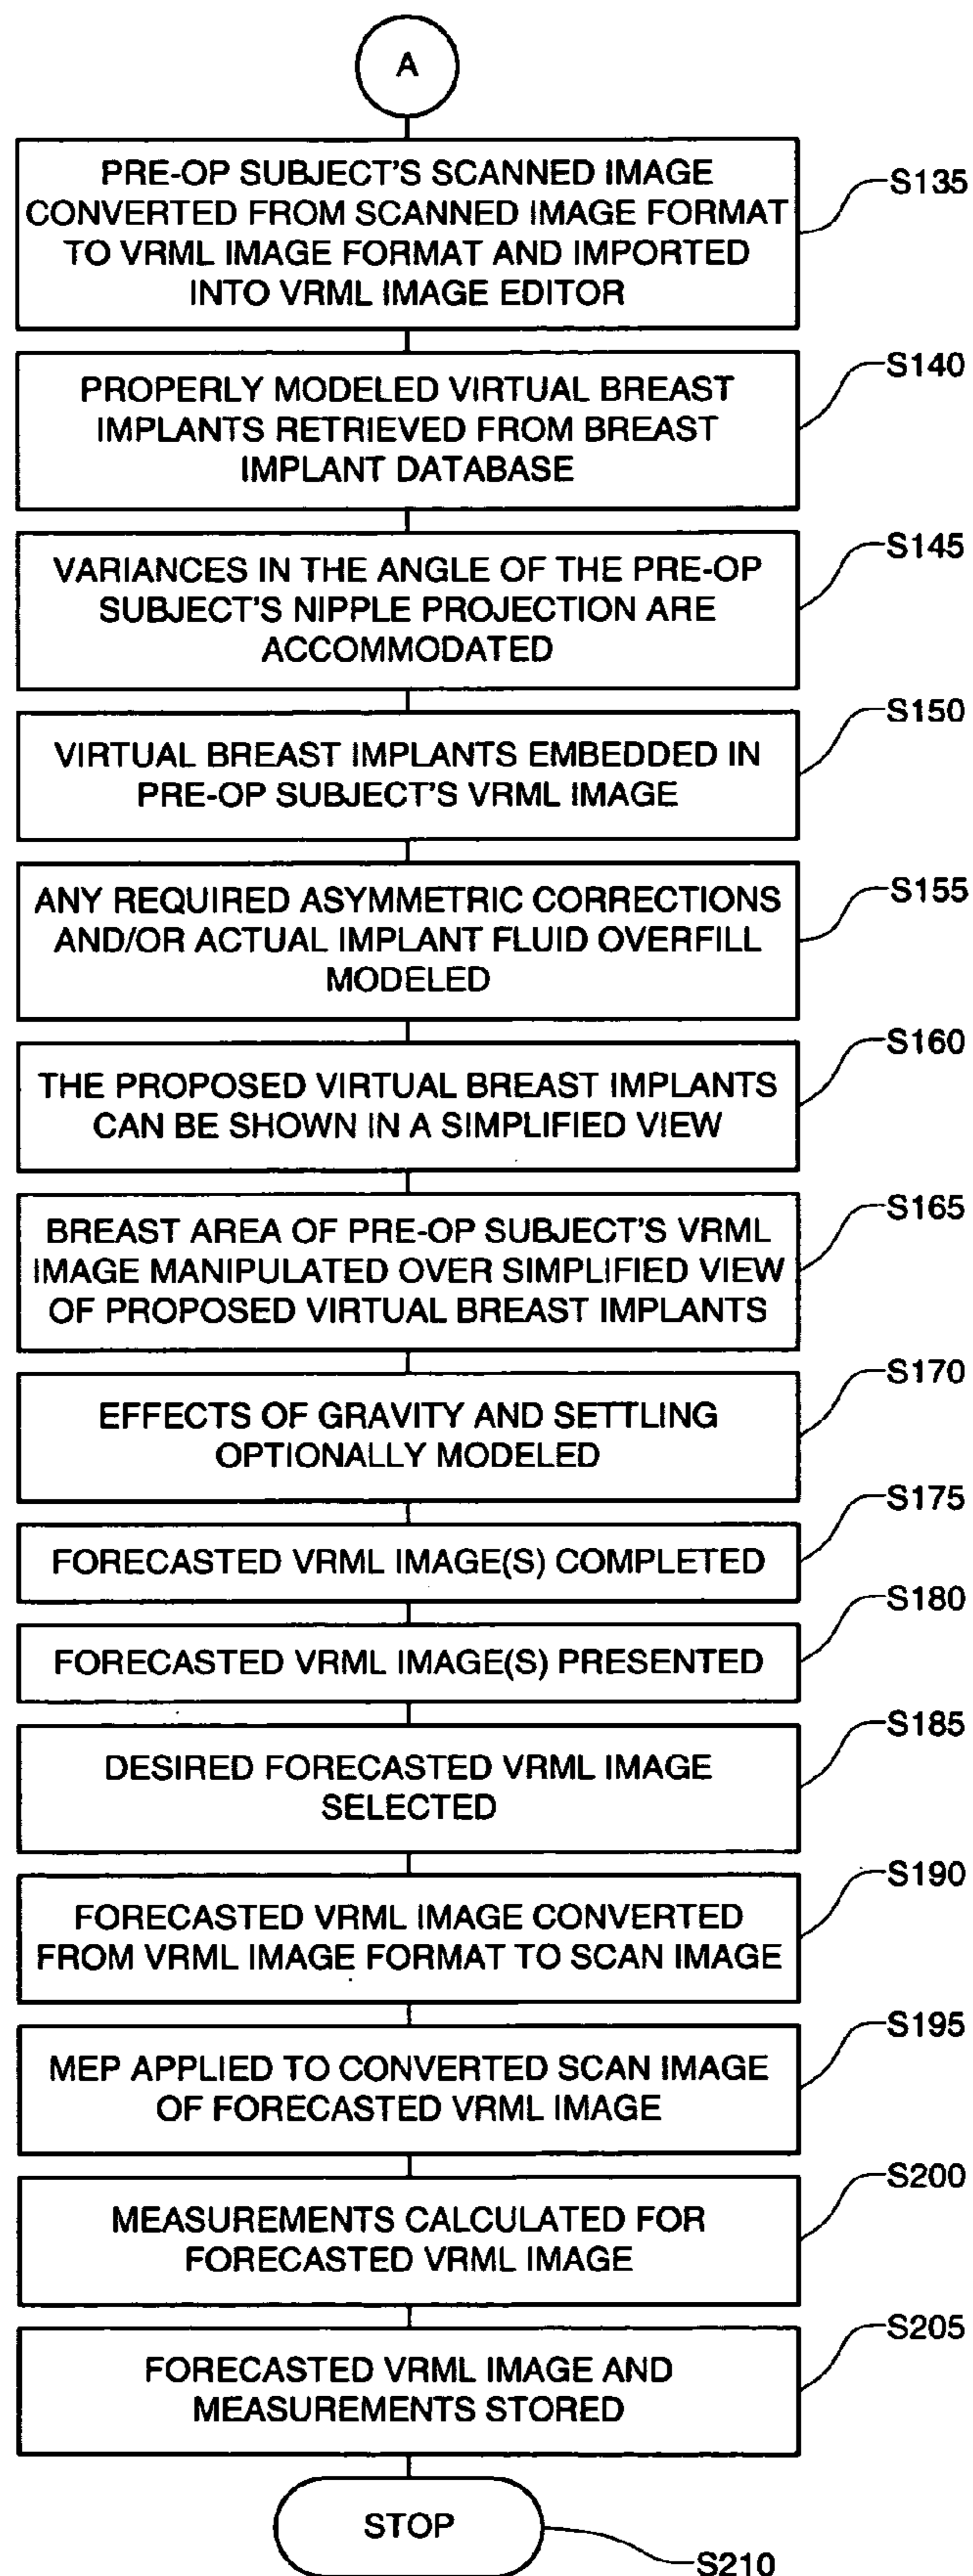 A
PRE-OP SUBJECT'S SCANNED IMAGE
CONVERTED FROM SCANNED IMAGE FORMAT
TO VRML IMAGE FORMAT AND IMPORTED
INTO VRML IMAGE EDITOR
S135
PROPERLY MODELED VIRTUAL BREAST
IMPLANTS RETRIEVED FROM BREAST
IMPLANT DATABASE
S140
VARIANCES IN THE ANGLE OF THE PRE-OP
SUBJECT'S NIPPLE PROJECTION ARE
ACCOMMODATED
S145
VIRTUAL BREAST IMPLANTS EMBEDDED IN
PRE-OP SUBJECT'S VRML IMAGE
S150
ANY REQUIRED ASYMMETRIC CORRECTIONS
AND/OR ACTUAL IMPLANT FLUID OVERFILL
MODELED
S155
THE PROPOSED VIRTUAL BREAST IMPLANTS
CAN BE SHOWN IN A SIMPLIFIED VIEW
S160
BREAST AREA OF PRE-OP SUBJECT'S VRML
IMAGE MANIPULATED OVER SIMPLIFIED VIEW
OF PROPOSED VIRTUAL BREAST IMPLANTS
S165
EFFECTS OF GRAVITY AND SETTLING
OPTIONALLY MODELED
S170
FORECASTED VRML IMAGE(S) COMPLETED
S175
FORECASTED VRML IMAGE(S) PRESENTED
S180
DESIRED FORECASTED VRML IMAGE
SELECTED
S185
FORECASTED VRML IMAGE CONVERTED
FROM VRML IMAGE FORMAT TO SCAN IMAGE
S190
MEP APPLIED TO CONVERTED SCAN IMAGE
OF FORECASTED VRML IMAGE
S195
MEASUREMENTS CALCULATED FOR
FORECASTED VRML IMAGE
S200
FORECASTED VRML IMAGE AND
MEASUREMENTS STORED
S205
STOP
S210